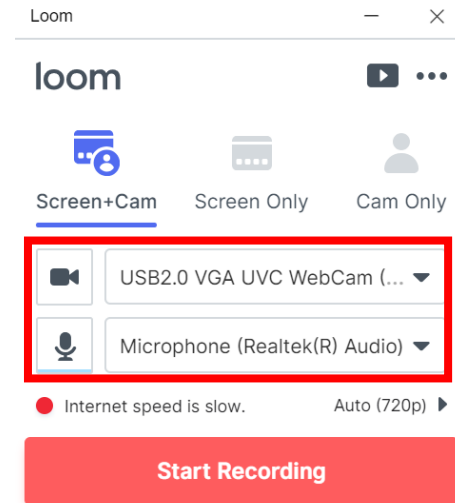 Loom
loom
Screen+Cam Screen Only Cam Only
USB2.0 VGA UVC WebCam (...
Microphone (Realtek(R) Audio)
Internet speed is slow. Auto (720p)
Start Recording